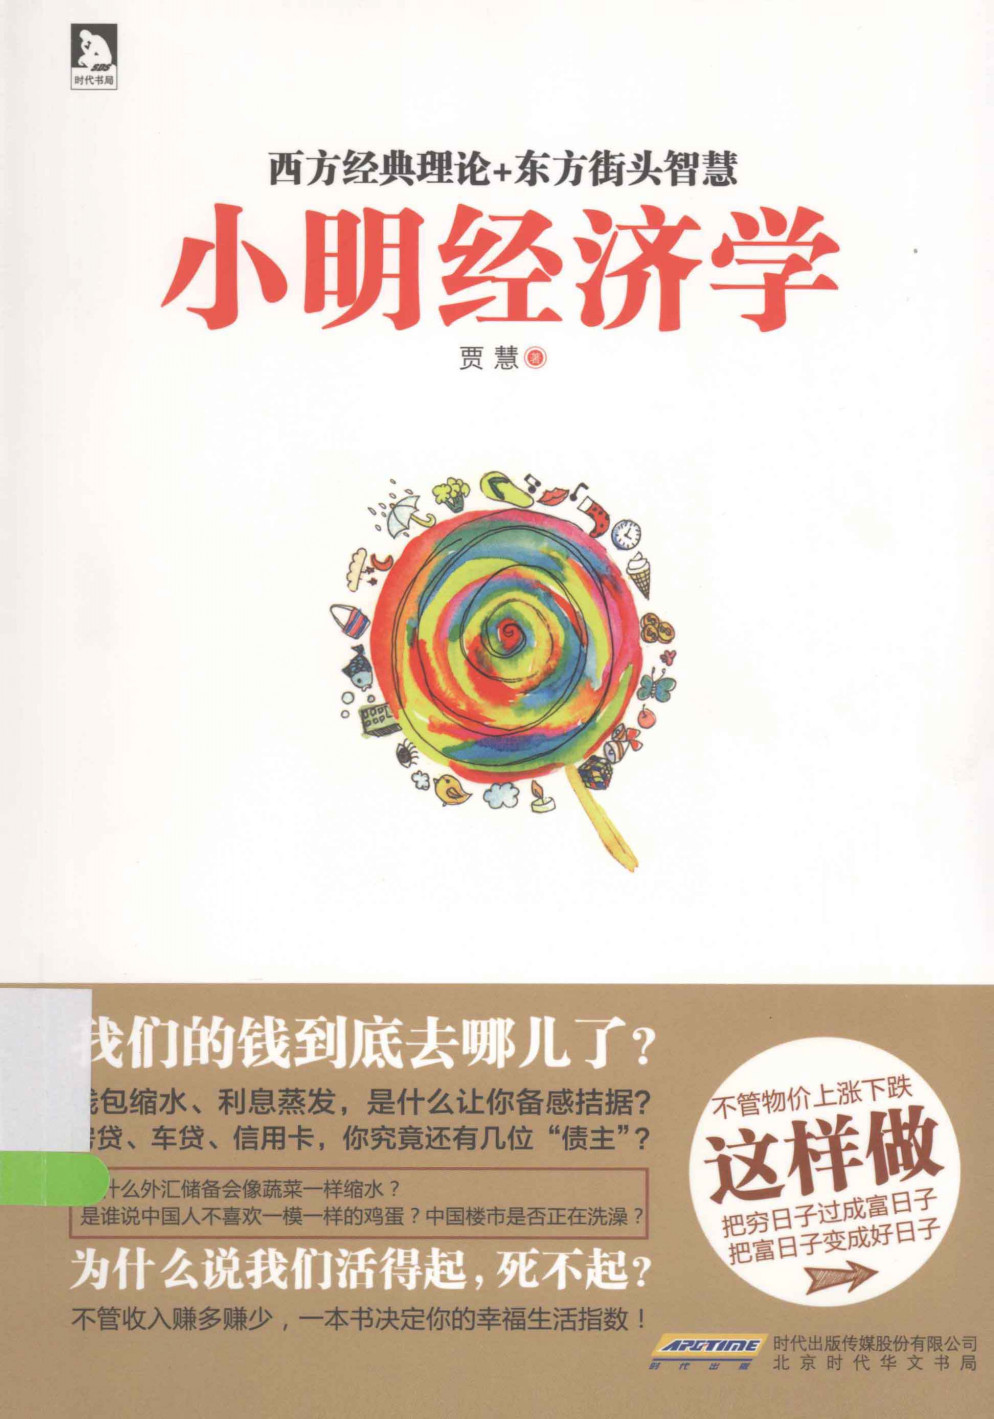 时代书局
西方经典理论+东方街头智慧
小明经济学
贾 慧 著
我们的钱到底去哪儿了？
包缩水、利息蒸发，是什么让你备感拮据？
贷、车贷、信用卡，你究竟还有几位“债主”？
什么外汇储备会像蔬菜一样缩水？
是谁说中国人不喜欢一模一样的鸡蛋？中国楼市是否正在洗澡？
为什么说我们活得起，死不起？
不管收入赚多赚少，一本书决定你的幸福生活指数！
不管物价上涨下跌
这样做
把穷日子过成富日子
把富日子变成好日子
APGTIME
时代出版
时代出版传媒股份有限公司
北京时代华文书局